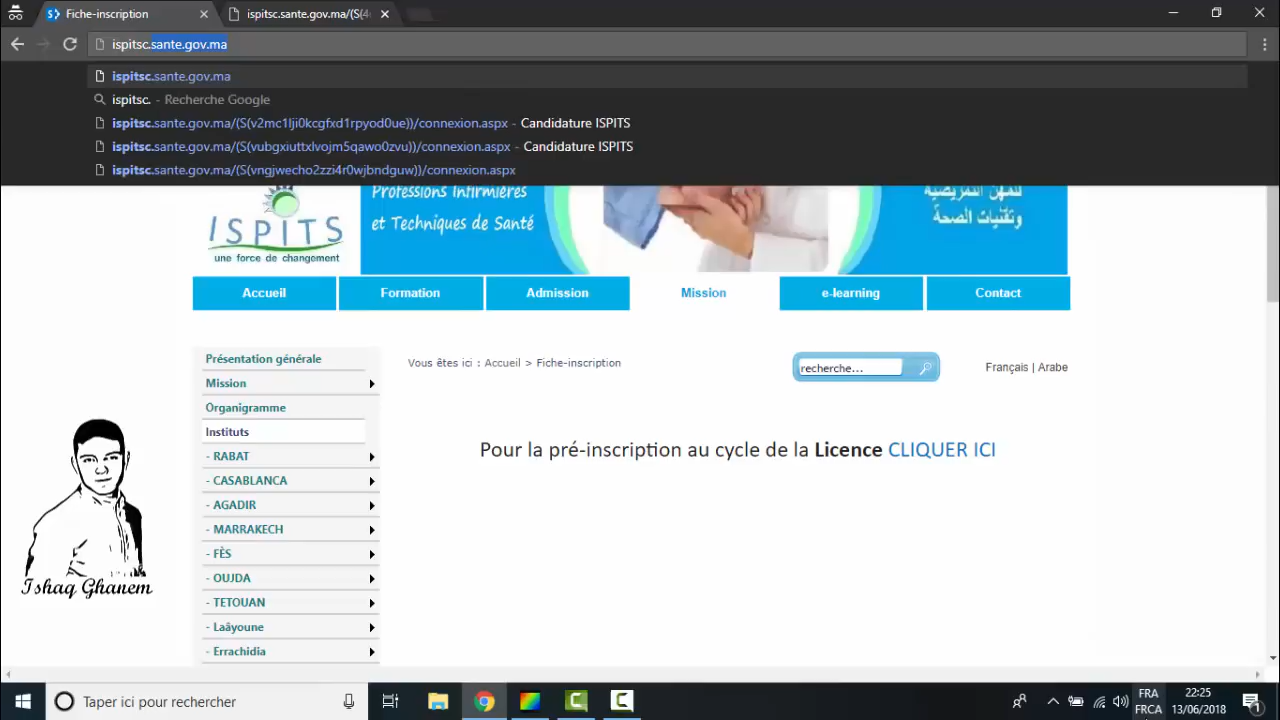 Fiche-inscription
ispitsc.sante.gov.ma/(S(4
ispitsc.sante.gov.ma
ispitsc.sante.gov.ma
ispitsc. - Recherche Google
ispitsc.sante.gov.ma/(S(v2mc1lji0kcgfxd1rpyod0ue))/connexion.aspx - Candidature ISPITS
ispitsc.sante.gov.ma/(S(vubgxiuttxlvojm5qawo0zvu))/connexion.aspx - Candidature ISPITS
ispitsc.sante.gov.ma/(S(vngjwecho2zzi4r0wjbndguw))/connexion.aspx
Professions Infirmières
et Techniques de Santé
للمهن التمريضية
وتقنيات الصحة
ISPITS
une force de changement
Accueil
Formation
Admission
Mission
e-learning
Contact
Présentation générale
Mission
Organigramme
Instituts
- RABAT
- CASABLANCA
- AGADIR
- MARRAKECH
- FÈS
- OUJDA
- TETOUAN
- Laâyoune
- Errachidia
Vous êtes ici : Accueil > Fiche-inscription
recherche...
Français | Arabe
Pour la pré-inscription au cycle de la Licence CLIQUER ICI
Ishaq Ghanem
Taper ici pour rechercher
FRA
FRCA
22:25
13/06/2018
1